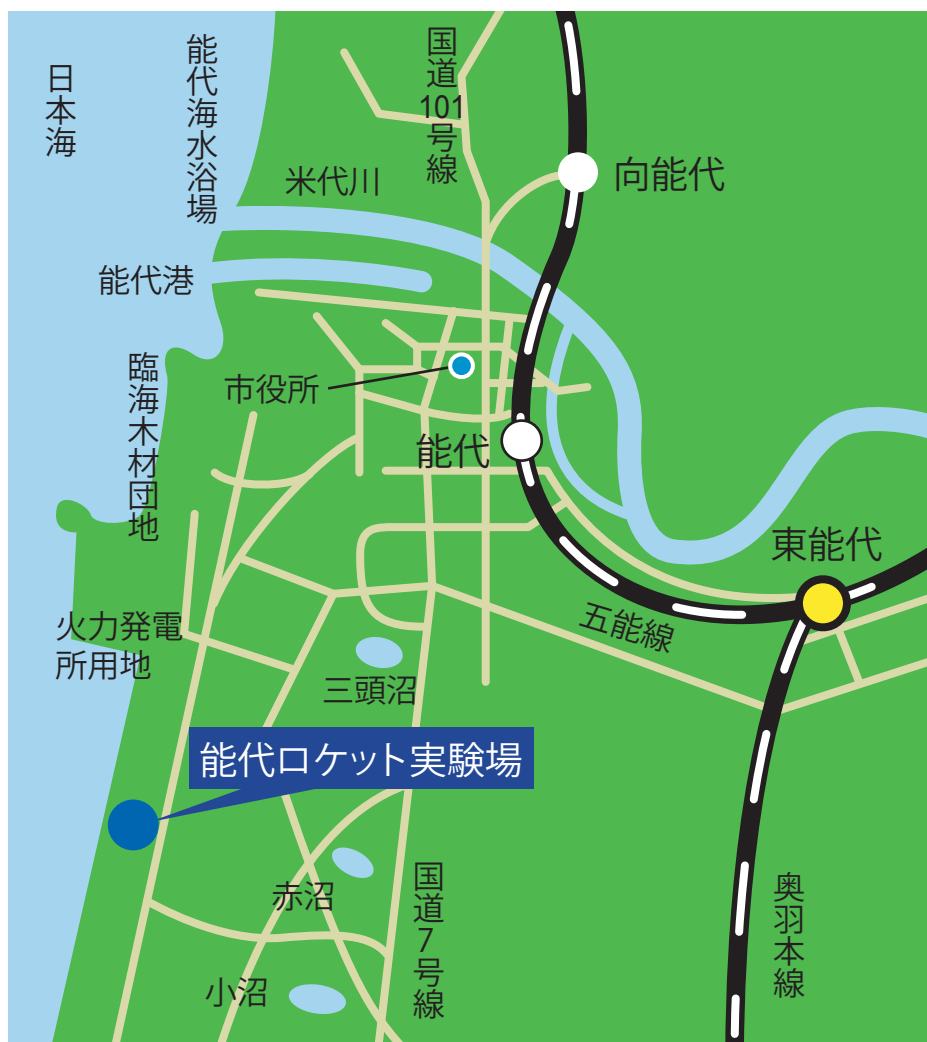 日本海
能代海水浴場
国道101号線
米代川
向能代
能代港
臨海木材団地
市役所
能代
東能代
五能線
火力発電
所用地
三頭沼
能代ロケット実験場
赤沼
国道7号線
奥羽本線
小沼